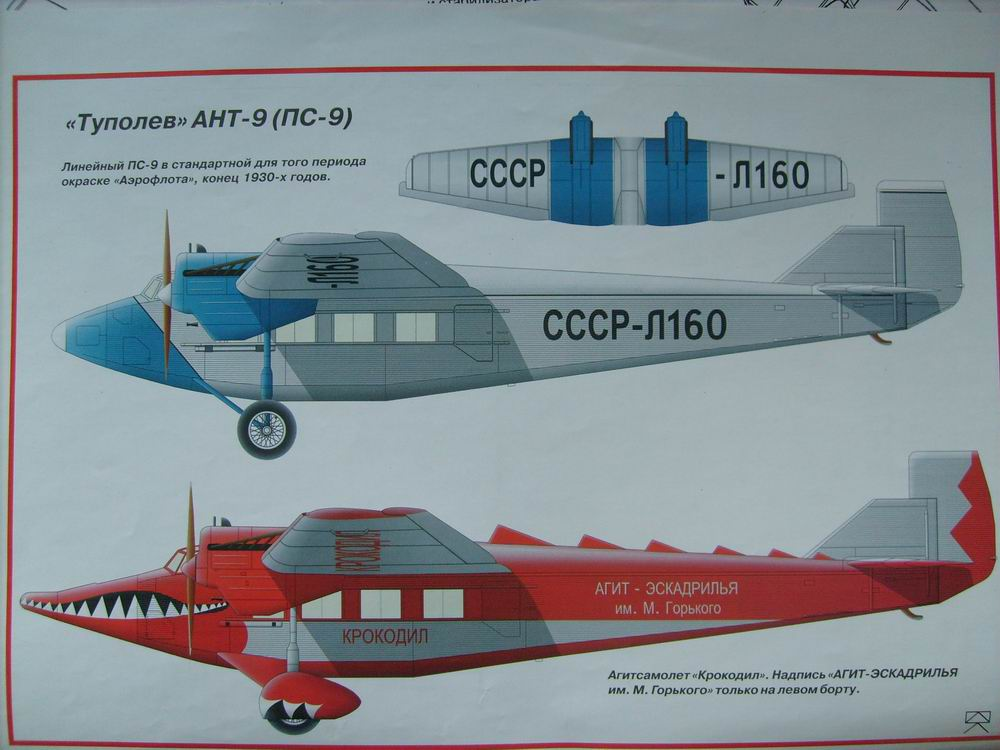 и стабилизатора
«Туполев» АНТ-9 (ПС-9)
Линейный ПС-9 в стандартной для того периода
окраске «Аэрофлота», конец 1930-х годов.
СССР -Л160
-Л160
СССР-Л160
КРОКОДИЛ
АГИТ - ЭСКАДРИЛЬЯ
им. М. Горького
КРОКОДИЛ
Агитсамолет «Крокодил». Надпись «АГИТ-ЭСКАДРИЛЬЯ
им. М. Горького» только на левом борту.